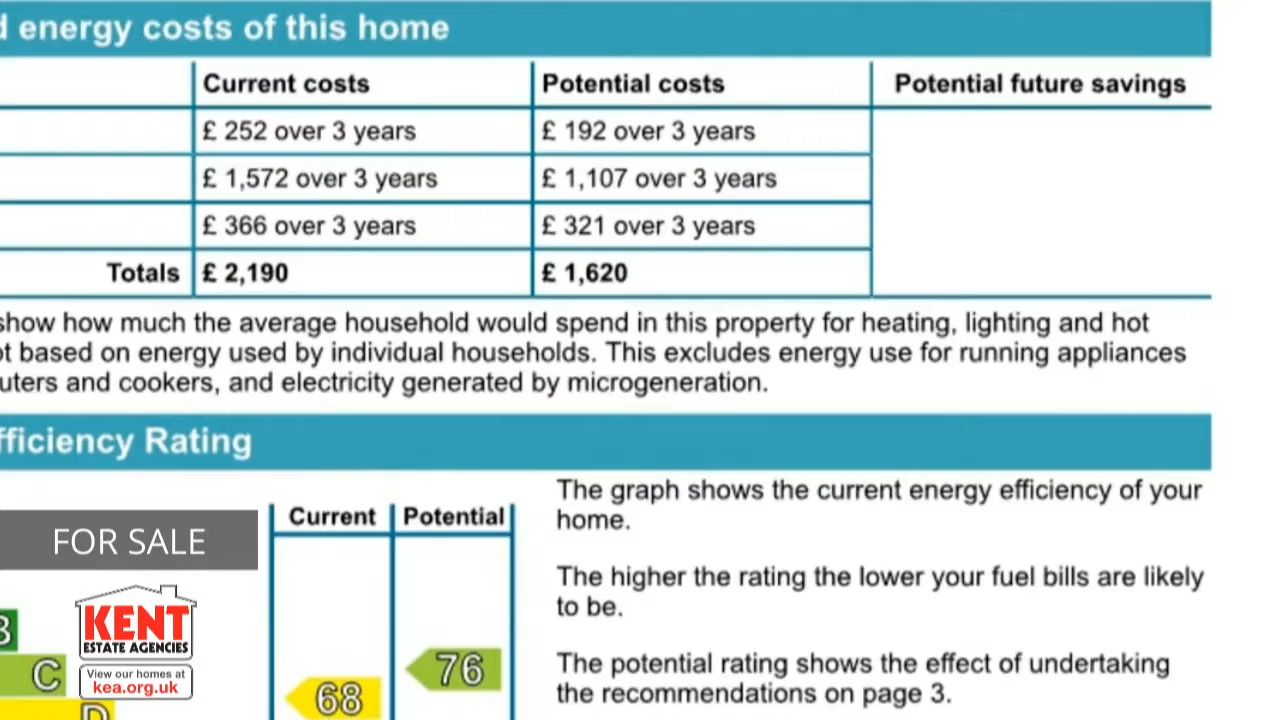 d energy costs of this home
Current costs Potential costs Potential future savings
£ 252 over 3 years £ 192 over 3 years
£ 1,572 over 3 years £ 1,107 over 3 years
£ 366 over 3 years £ 321 over 3 years
Totals £ 2,190 £ 1,620
show how much the average household would spend in this property for heating, lighting and hot
ot based on energy used by individual households. This excludes energy use for running appliances
uters and cookers, and electricity generated by microgeneration.
fficiency Rating
The graph shows the current energy efficiency of your
home.
Current Potential
FOR SALE
The higher the rating the lower your fuel bills are likely
to be.
B
KENT
ESTATE AGENCIES
View our homes at
kea.org.uk
C
76
68
D
The potential rating shows the effect of undertaking
the recommendations on page 3.